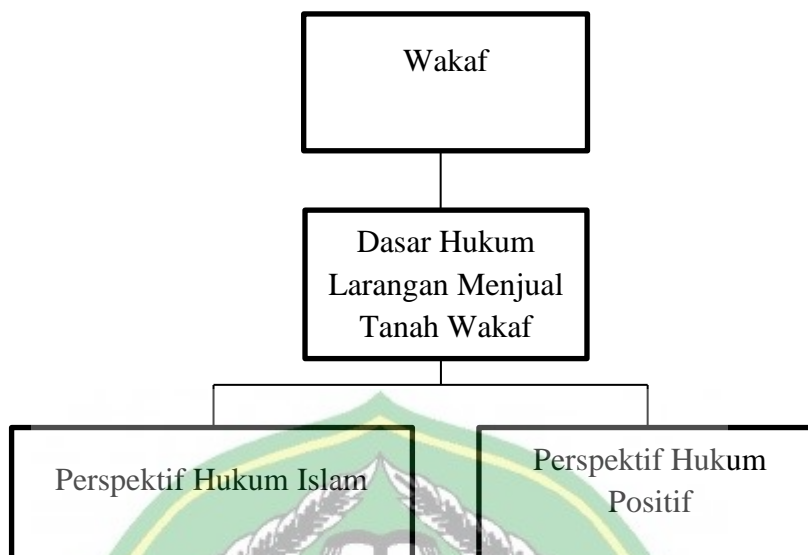 Wakaf
Dasar Hukum
Larangan Menjual
Tanah Wakaf
Perspektif Hukum Islam
Perspektif Hukum
Positif